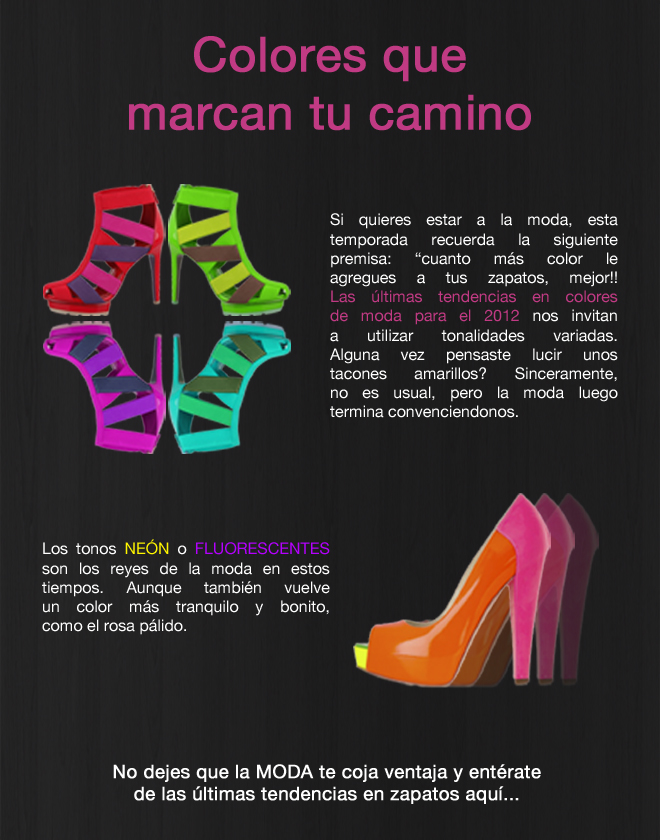 Colores que
marcan tu camino
Si quieres estar a la moda, esta
temporada recuerda la siguiente
premisa: “cuanto más color le
agregues a tus zapatos, mejor!!
Las últimas tendencias en colores
de moda para el 2012 nos invitan
a utilizar tonalidades variadas.
Alguna vez pensaste lucir unos
tacones amarillos? Sinceramente,
no es usual, pero la moda luego
termina convenciendonos.
Los tonos NEÓN o FLUORESCENTES
son los reyes de la moda en estos
tiempos. Aunque también vuelve
un color más tranquilo y bonito,
como el rosa pálido.
No dejes que la MODA te coja ventaja y entérate
de las últimas tendencias en zapatos aquí...